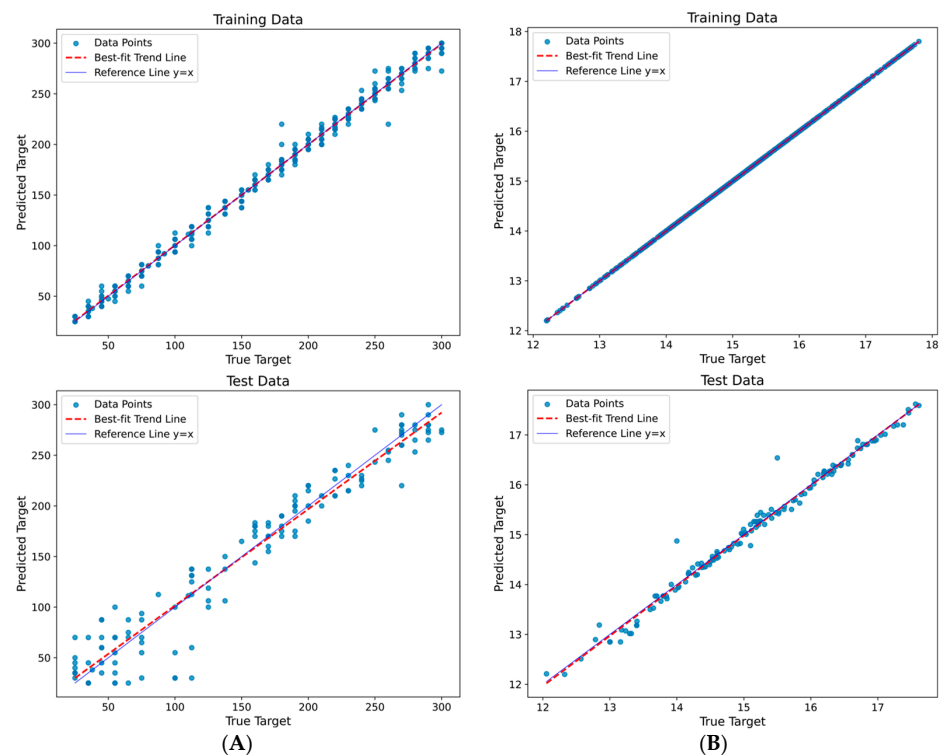 Training Data
Data Points
Best-fit Trend Line
Reference Line y=x
Predicted Target
300
250
200
150
100
50
50 100 150 200 250 300
True Target
Training Data
Data Points
Best-fit Trend Line
Reference Line y=x
Predicted Target
18
17
16
15
14
13
12
12 13 14 15 16 17 18
True Target
Test Data
Data Points
Best-fit Trend Line
Reference Line y=x
Predicted Target
300
250
200
150
100
50
50 100 150 200 250 300
True Target
(A)
Test Data
Data Points
Best-fit Trend Line
Reference Line y=x
Predicted Target
17
16
15
14
13
12
12 13 14 15 16 17
True Target
(B)